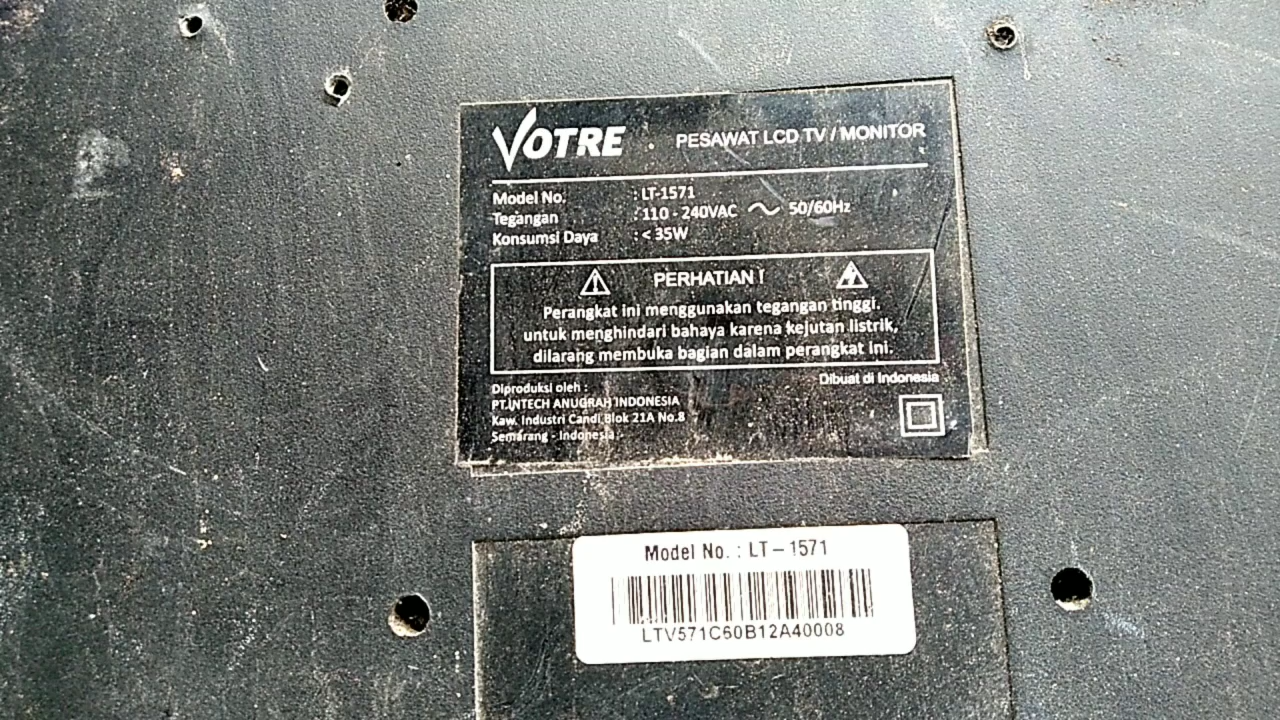 VOTRE PESAWAT LCD TV / MONITOR
Model No. : LT-1571
Tegangan : 110 - 240VAC ~ 50/60Hz
Konsumsi Daya : < 35W
PERHATIAN !
Perangkat ini menggunakan tegangan tinggi.
untuk menghindari bahaya karena kejutan listrik,
dilarang membuka bagian dalam perangkat ini.
Dibuat di Indonesia
Diproduksi oleh :
PT.INTECH ANUGRAH INDONESIA
Kaw. Industri Candi Blok 21A No.8
Semarang - Indonesia.
Model No. : LT-1571
LTV571C60B12A40008